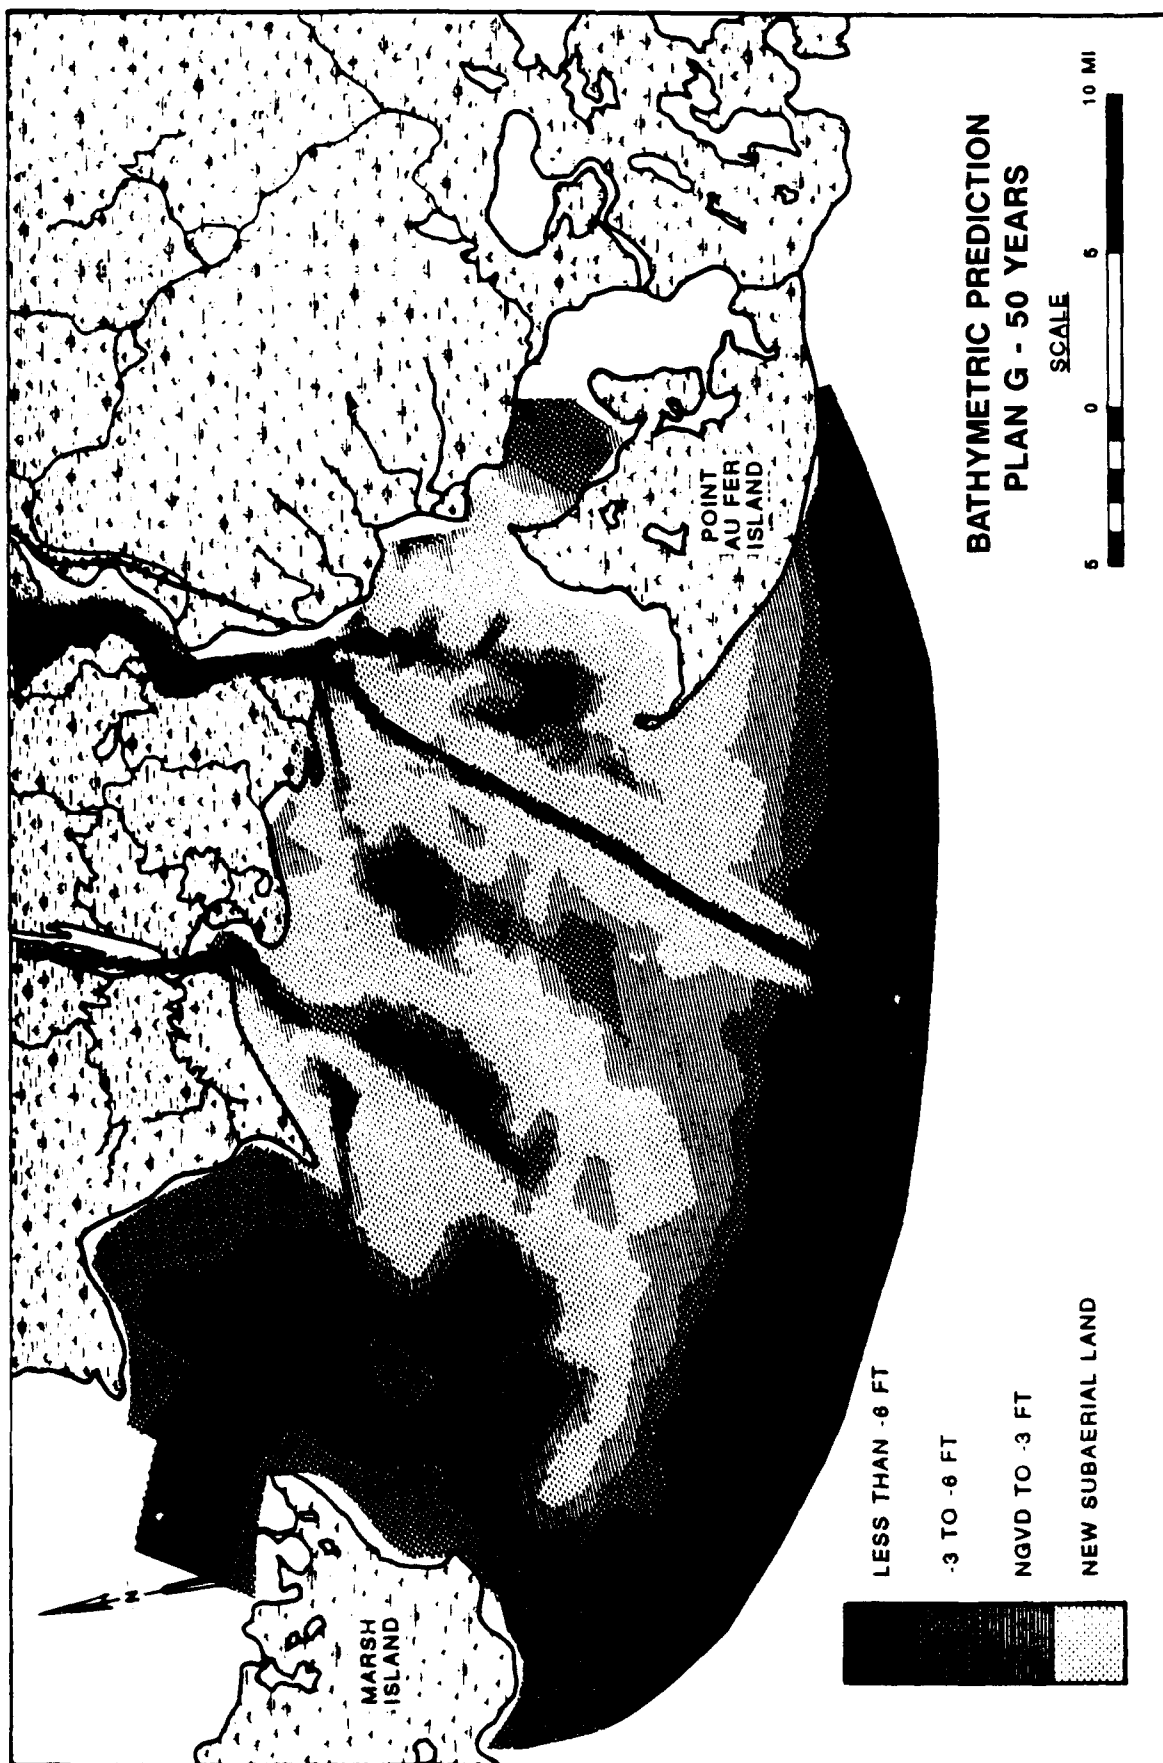 MARSH
ISLAND
N
POINT
AU FER
ISLAND
LESS THAN -6 FT
-3 TO -6 FT
NGVD TO -3 FT
NEW SUBAERIAL LAND
BATHYMETRIC PREDICTION
PLAN G - 50 YEARS
SCALE
5 0 5 10 MI